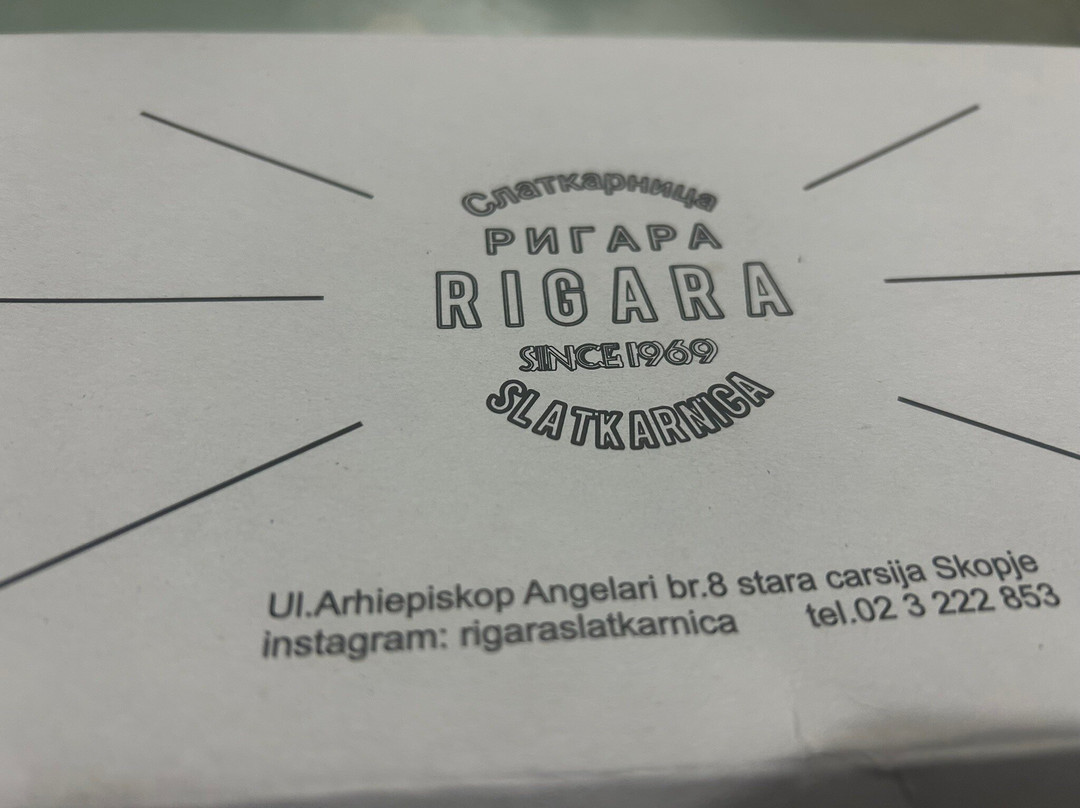 Слаткарница
РИГАРА
RIGARA
SINCE 1969
SLATKARNICA
Ul.Arhiepiskop Angelari br.8 stara carsija Skopje
instagram: rigaraslatkarnica tel.02 3 222 853